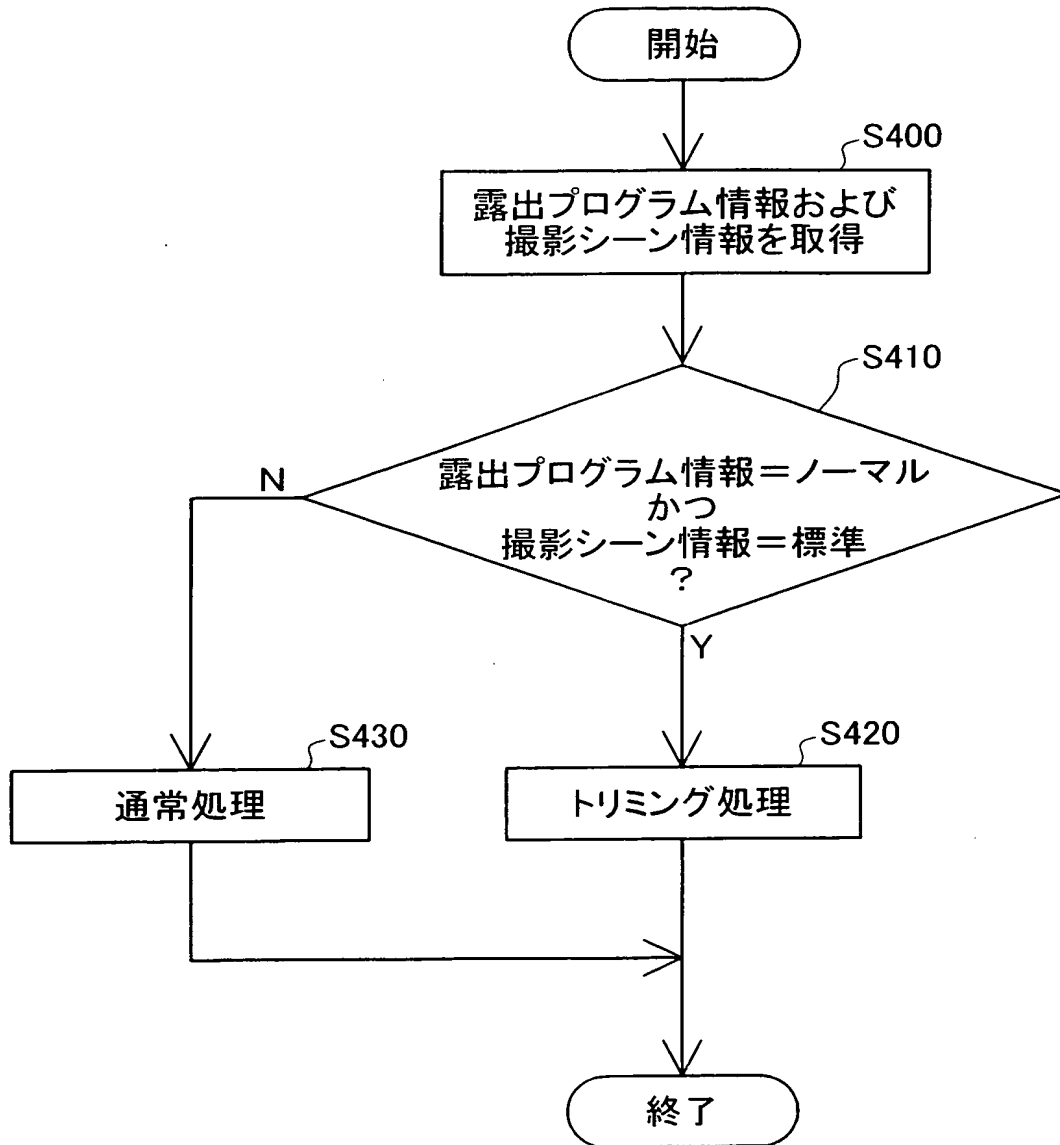 開始
S400
露出プログラム情報および
撮影シーン情報を取得
S410
露出プログラム情報＝ノーマル
かつ
撮影シーン情報＝標準
？
N
Y
S430
通常処理
S420
トリミング処理
終了